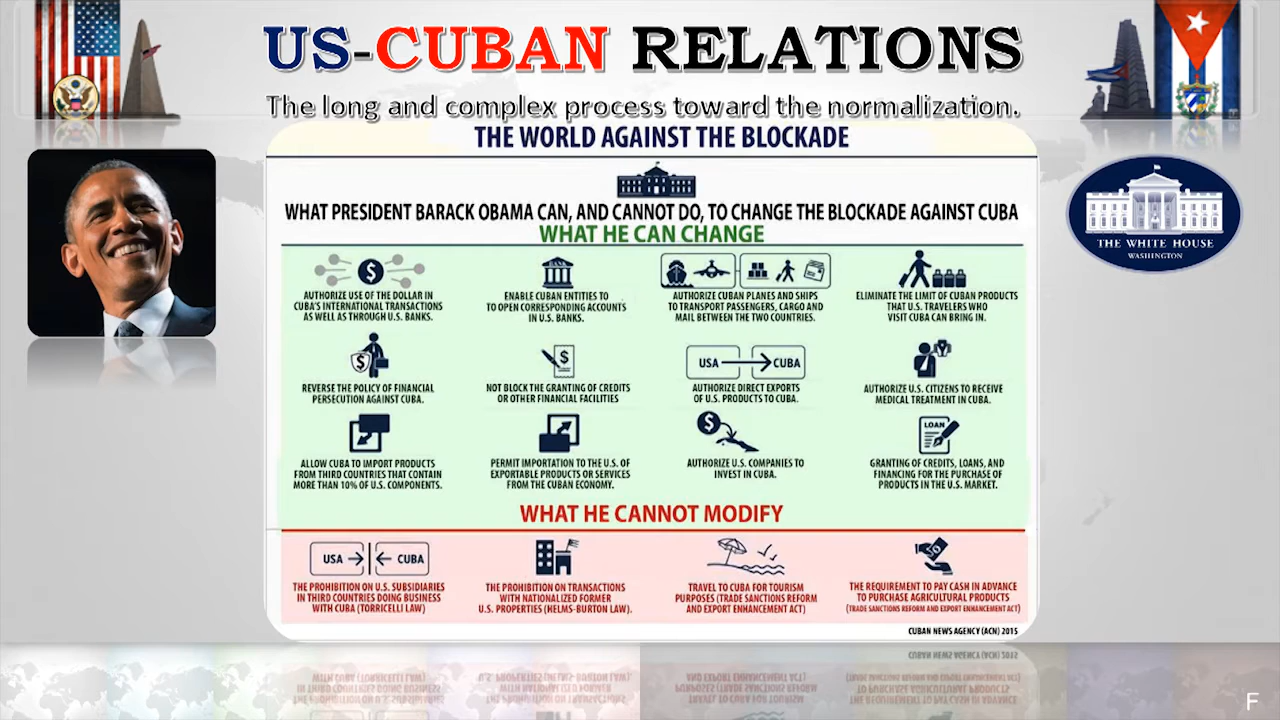 US-CUBAN RELATIONS
The long and complex process toward the normalization.
THE WORLD AGAINST THE BLOCKADE
WHAT PRESIDENT BARACK OBAMA CAN, AND CANNOT DO, TO CHANGE THE BLOCKADE AGAINST CUBA
WHAT HE CAN CHANGE
$
AUTHORIZE USE OF THE DOLLAR IN
CUBA'S INTERNATIONAL TRANSACTIONS
AS WELL AS THROUGH U.S. BANKS.
BANK
ENABLE CUBAN ENTITIES TO
TO OPEN CORRESPONDING ACCOUNTS
IN U.S. BANKS.
AUTHORIZE CUBAN PLANES AND SHIPS
TO TRANSPORT PASSENGERS, CARGO AND
MAIL BETWEEN THE TWO COUNTRIES.
ELIMINATE THE LIMIT OF CUBAN PRODUCTS
THAT U.S. TRAVELERS WHO
VISIT CUBA CAN BRING IN.
$
REVERSE THE POLICY OF FINANCIAL
PERSECUTION AGAINST CUBA.
$
NOT BLOCK THE GRANTING OF CREDITS
OR OTHER FINANCIAL FACILITIES
USA CUBA
AUTHORIZE DIRECT EXPORTS
OF U.S. PRODUCTS TO CUBA.
AUTHORIZE U.S. CITIZENS TO RECEIVE
MEDICAL TREATMENT IN CUBA.
ALLOW CUBA TO IMPORT PRODUCTS
FROM THIRD COUNTRIES THAT CONTAIN
MORE THAN 10% OF U.S. COMPONENTS.
PERMIT IMPORTATION TO THE U.S. OF
EXPORTABLE PRODUCTS OR SERVICES
FROM THE CUBAN ECONOMY.
$
AUTHORIZE U.S. COMPANIES TO
INVEST IN CUBA.
LOAN
GRANTING OF CREDITS, LOANS, AND
FINANCING FOR THE PURCHASE OF
PRODUCTS IN THE U.S. MARKET.
WHAT HE CANNOT MODIFY
USA CUBA
THE PROHIBITION ON U.S. SUBSIDIARIES
IN THIRD COUNTRIES DOING BUSINESS
WITH CUBA (TORRICELLI LAW)
THE PROHIBITION ON TRANSACTIONS
WITH NATIONALIZED FORMER
U.S. PROPERTIES (HELMS-BURTON LAW).
TRAVEL TO CUBA FOR TOURISM
PURPOSES (TRADE SANCTIONS REFORM
AND EXPORT ENHANCEMENT ACT)
THE REQUIREMENT TO PAY CASH IN ADVANCE
TO PURCHASE AGRICULTURAL PRODUCTS
(TRADE SANCTIONS REFORM AND EXPORT ENHANCEMENT ACT)
CUBAN NEWS AGENCY (ACN) 2015
THE WHITE HOUSE
WASHINGTON
F